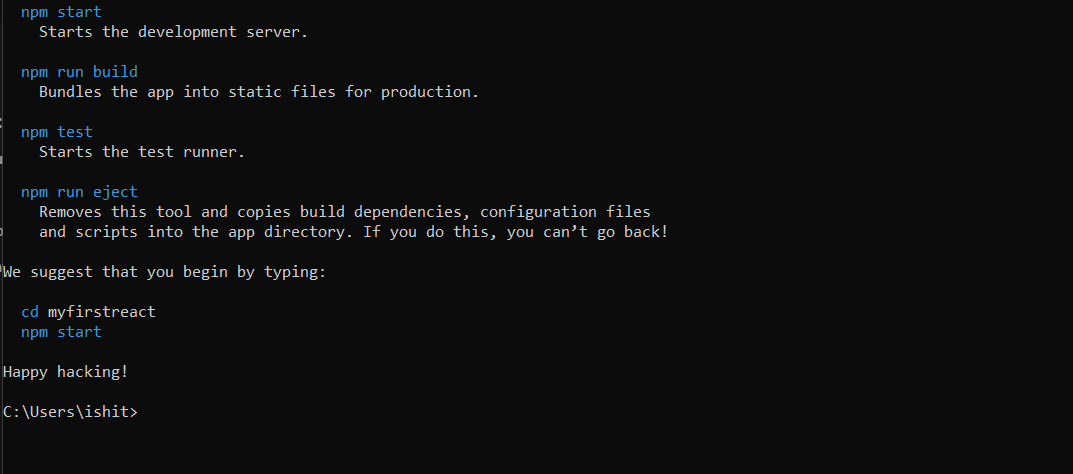 npm start
Starts the development server.
npm run build
Bundles the app into static files for production.
npm test
Starts the test runner.
npm run eject
Removes this tool and copies build dependencies, configuration files
and scripts into the app directory. If you do this, you can’t go back!
We suggest that you begin by typing:
cd myfirstreact
npm start
Happy hacking!
C:\Users\ishit>